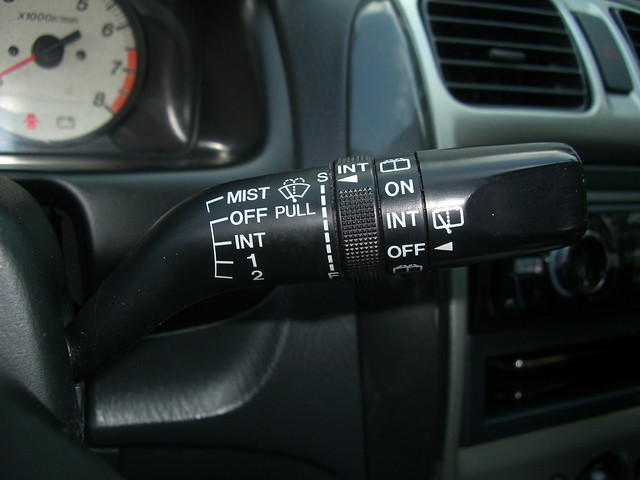 x1000r/min
5
6
7
8
MIST
OFF PULL
INT
1
2
S
F
INT
ON
INT
OFF